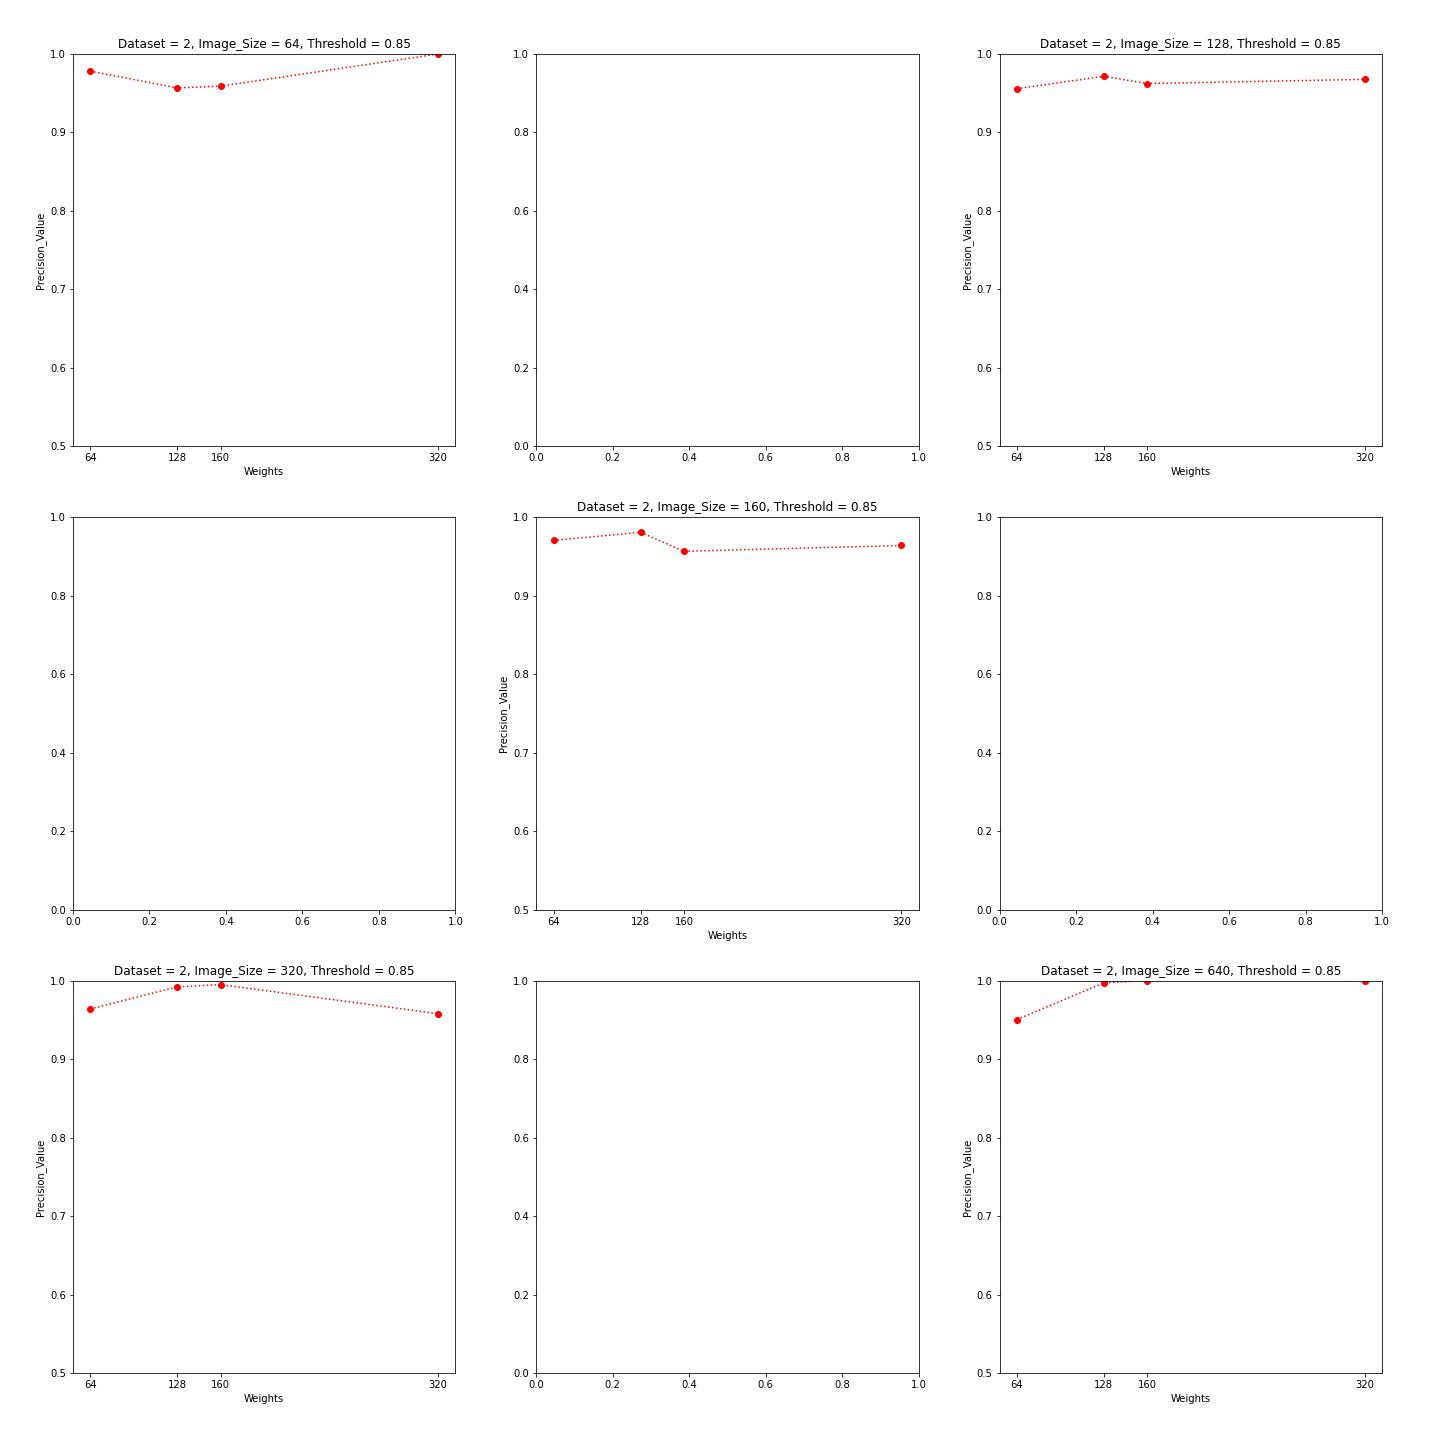 Dataset = 2, Image_Size = 64, Threshold = 0.85
1.0
0.9
0.8
0.7
0.6
0.5
Precision_Value
64 128 160 320
Weights
1.0
0.8
0.6
0.4
0.2
0.0
0.0 0.2 0.4 0.6 0.8 1.0
Dataset = 2, Image_Size = 128, Threshold = 0.85
1.0
0.9
0.8
0.7
0.6
0.5
Precision_Value
64 128 160 320
Weights
1.0
0.8
0.6
0.4
0.2
0.0
0.0 0.2 0.4 0.6 0.8 1.0
Dataset = 2, Image_Size = 160, Threshold = 0.85
1.0
0.9
0.8
0.7
0.6
0.5
Precision_Value
64 128 160 320
Weights
1.0
0.8
0.6
0.4
0.2
0.0
0.0 0.2 0.4 0.6 0.8 1.0
Dataset = 2, Image_Size = 320, Threshold = 0.85
1.0
0.9
0.8
0.7
0.6
0.5
Precision_Value
64 128 160 320
Weights
1.0
0.8
0.6
0.4
0.2
0.0
0.0 0.2 0.4 0.6 0.8 1.0
Dataset = 2, Image_Size = 640, Threshold = 0.85
1.0
0.9
0.8
0.7
0.6
0.5
Precision_Value
64 128 160 320
Weights